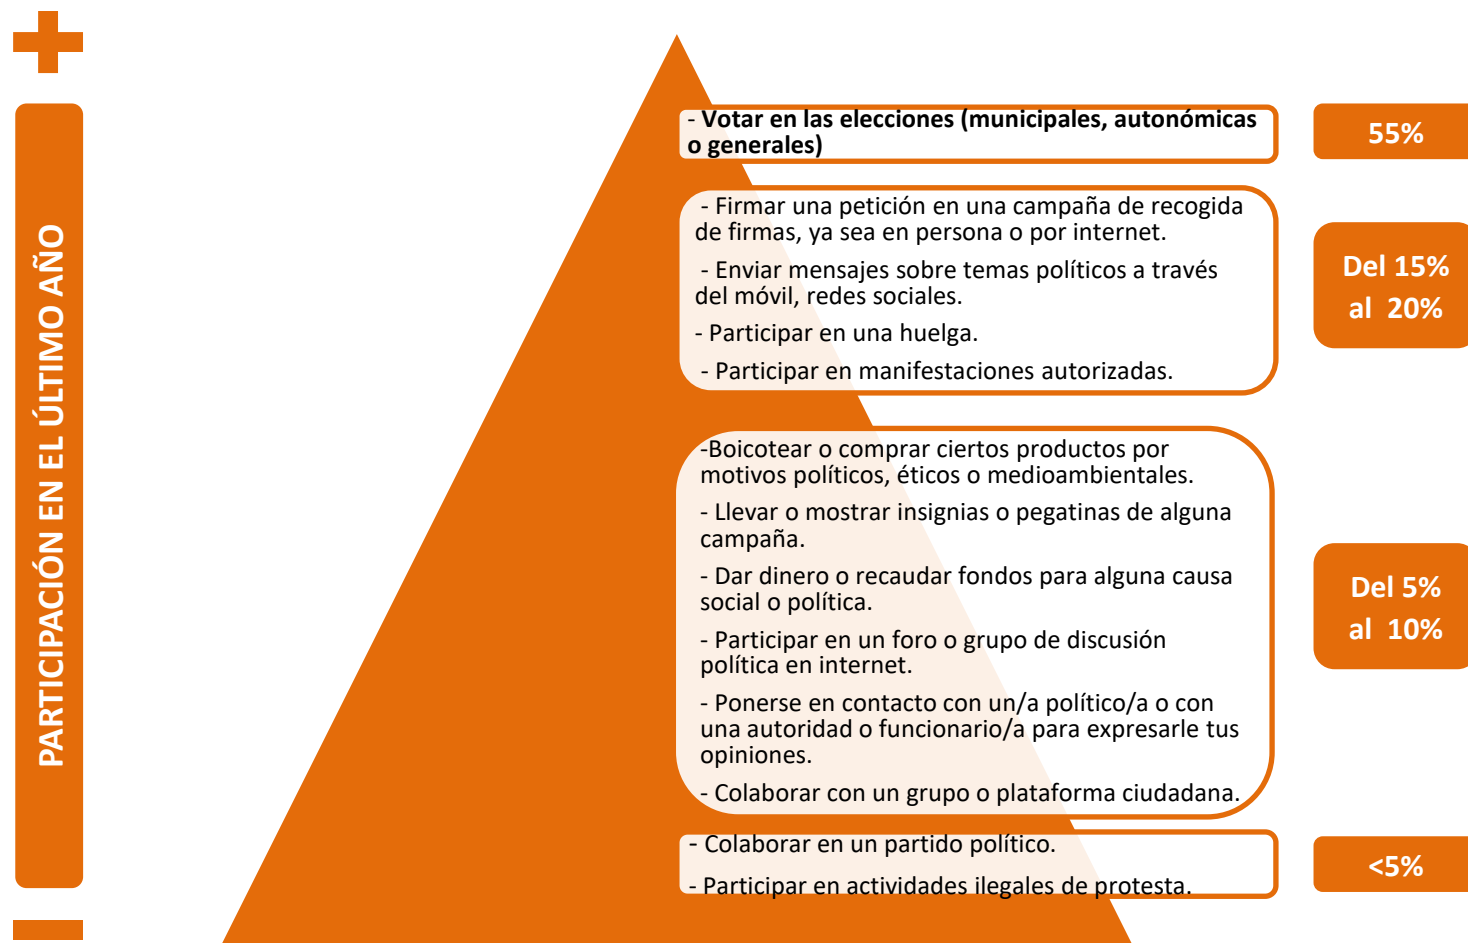 PARTICIPACIÓN EN EL ÚLTIMO AÑO
- Votar en las elecciones (municipales, autonómicas
o generales)
55%
- Firmar una petición en una campaña de recogida
de firmas, ya sea en persona o por internet.
- Enviar mensajes sobre temas políticos a través
del móvil, redes sociales.
- Participar en una huelga.
- Participar en manifestaciones autorizadas.
Del 15%
al 20%
-Boicotear o comprar ciertos productos por
motivos políticos, éticos o medioambientales.
- Llevar o mostrar insignias o pegatinas de alguna
campaña.
- Dar dinero o recaudar fondos para alguna causa
social o política.
- Participar en un foro o grupo de discusión
política en internet.
- Ponerse en contacto con un/a político/a o con
una autoridad o funcionario/a para expresarle tus
opiniones.
- Colaborar con un grupo o plataforma ciudadana.
Del 5%
al 10%
- Colaborar en un partido político.
- Participar en actividades ilegales de protesta.
<5%